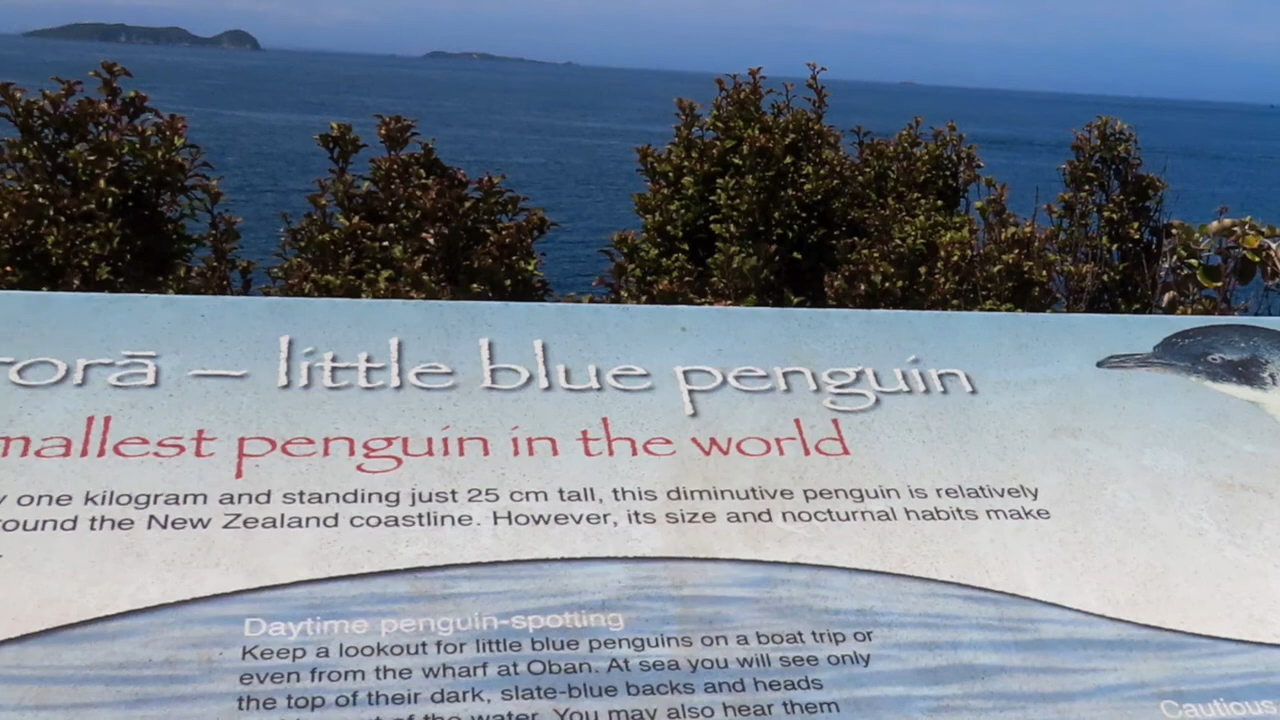 rorā – little blue penguin
mallest penguin in the world
y one kilogram and standing just 25 cm tall, this diminutive penguin is relatively
round the New Zealand coastline. However, its size and nocturnal habits make
Daytime penguin-spotting
Keep a lookout for little blue penguins on a boat trip or
even from the wharf at Oban. At sea you will see only
the top of their dark, slate-blue backs and heads
of the water. You may also hear them
Cautious